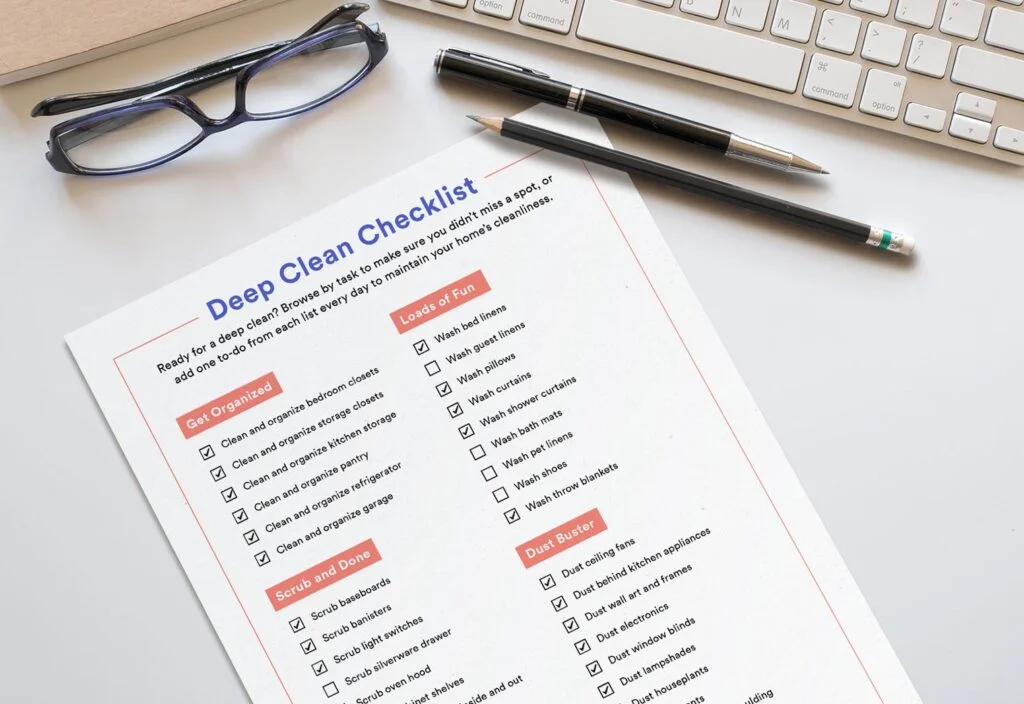 option
command
N
M
<
,
>
.
?
/
⌘
command
alt
option
Deep Clean Checklist
Ready for a deep clean? Browse by task to make sure you didn't miss a spot, or
add one to-do from each list every day to maintain your home's cleanliness.
Get Organized
Clean and organize bedroom closets
Clean and organize storage closets
Clean and organize kitchen storage
Clean and organize pantry
Clean and organize refrigerator
Clean and organize garage
Scrub and Done
Scrub baseboards
Scrub banisters
Scrub light switches
Scrub silverware drawer
Scrub oven hood
binet shelves
side and out
Loads of Fun
Wash bed linens
Wash guest linens
Wash pillows
Wash curtains
Wash shower curtains
Wash bath mats
Wash pet linens
Wash shoes
Wash throw blankets
Dust Buster
Dust ceiling fans
Dust behind kitchen appliances
Dust wall art and frames
Dust electronics
Dust window blinds
Dust lampshades
Dust houseplants
ents
ulding